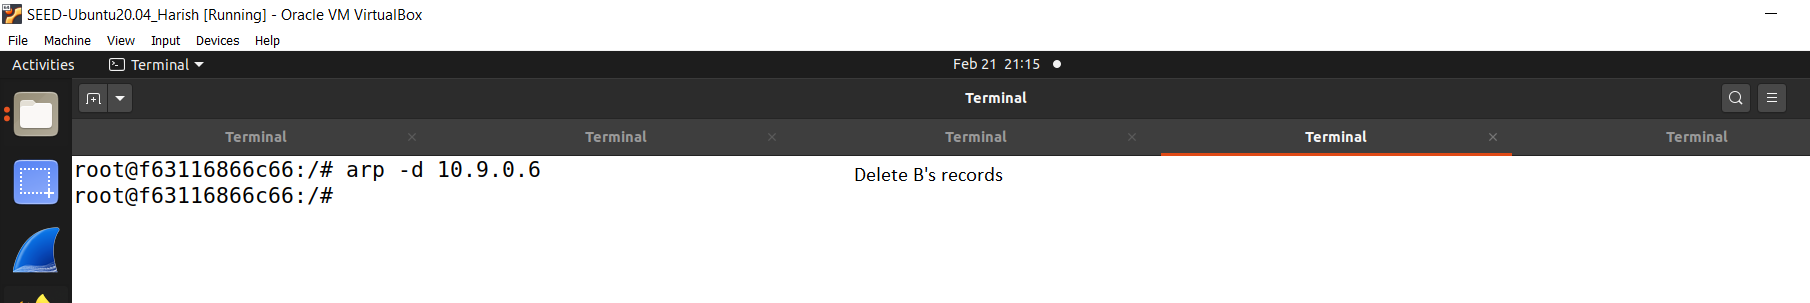 SEED-Ubuntu20.04_Harish [Running] - Oracle VM VirtualBox
File Machine View Input Devices Help
Activities Terminal Feb 21 21:15
Terminal
Terminal × Terminal × Terminal × Terminal × Terminal
root@f63116866c66:/# arp -d 10.9.0.6
Delete B's records
root@f63116866c66:/#